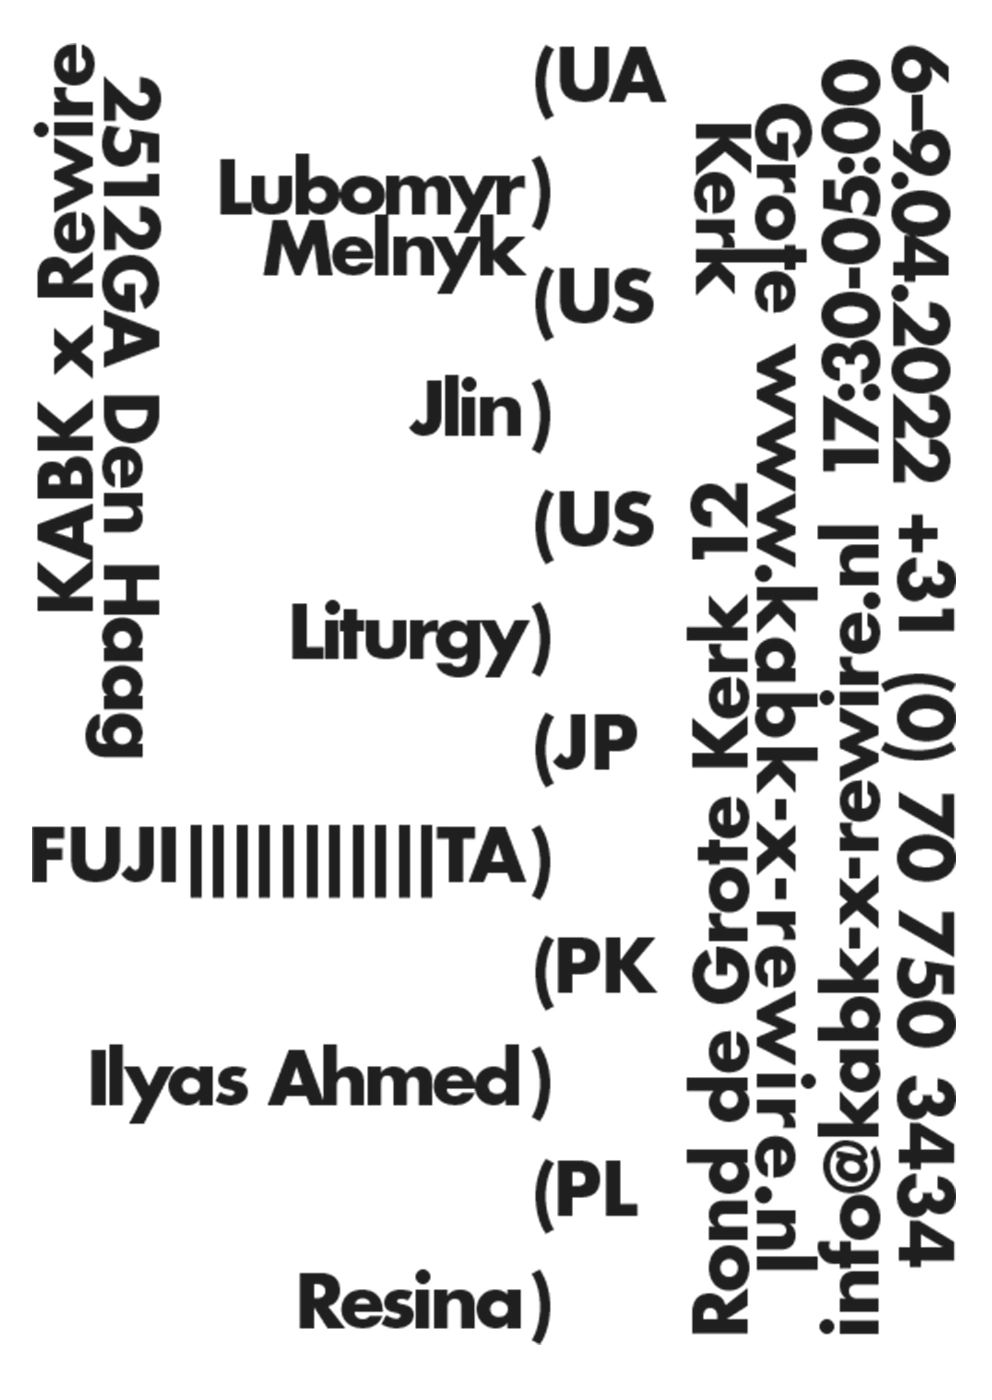 KABK x Rewire
2512GA Den Haag
(UA
Lubomyr
Melnyk)
(US
Jlin)
(US
Liturgy)
(JP
FUJI|||||||||||TA)
(PK
Ilyas Ahmed)
(PL
Resina)
Grote
Kerk
Rond de Grote Kerk 12
www.kabk-x-rewire.nl
17:30-05:00
info@kabk-x-rewire.nl
6–9.04.2022
+31 (0) 70 750 3434